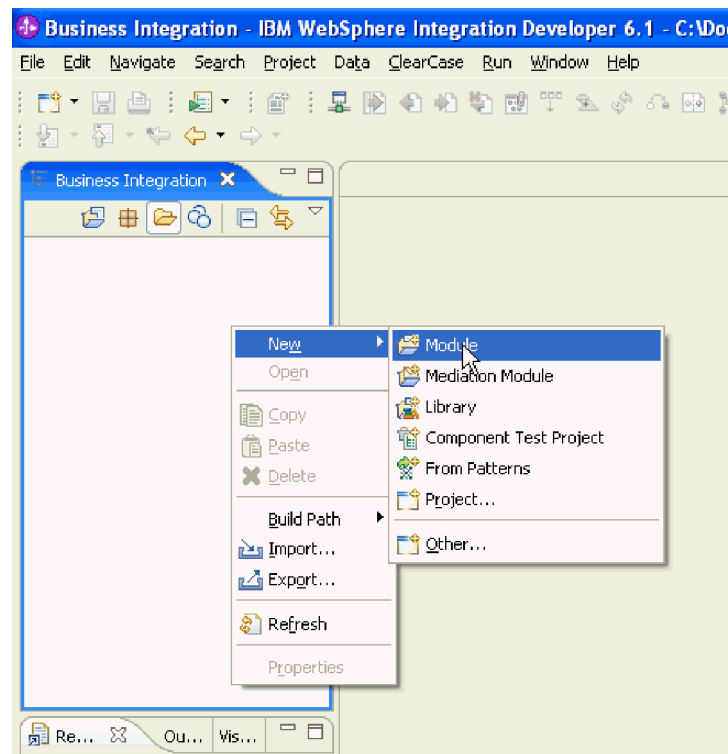 Business Integration - IBM WebSphere Integration Developer 6.1 - C:\Do
File Edit Navigate Search Project Data ClearCase Run Window Help
Business Integration
New
Open
Copy
Paste
Delete
Build Path
Import...
Export...
Refresh
Properties
Module
Mediation Module
Library
Component Test Project
From Patterns
Project...
Other...
Re... Ou... Vis...